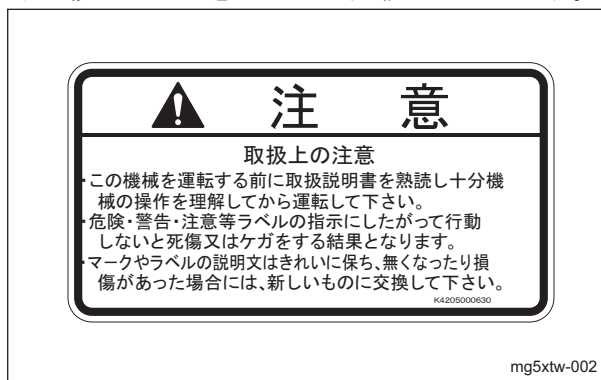 注 意
取扱上の注意
・この機械を運転する前に取扱説明書を熟読し十分機
械の操作を理解してから運転して下さい。
・危険・警告・注意等ラベルの指示にしたがって行動
しないと死傷又はケガをする結果となります。
・マークやラベルの説明文はきれいに保ち、無くなったり損
傷があった場合には、新しいものに交換して下さい。
K4205000630
mg5xtw-002